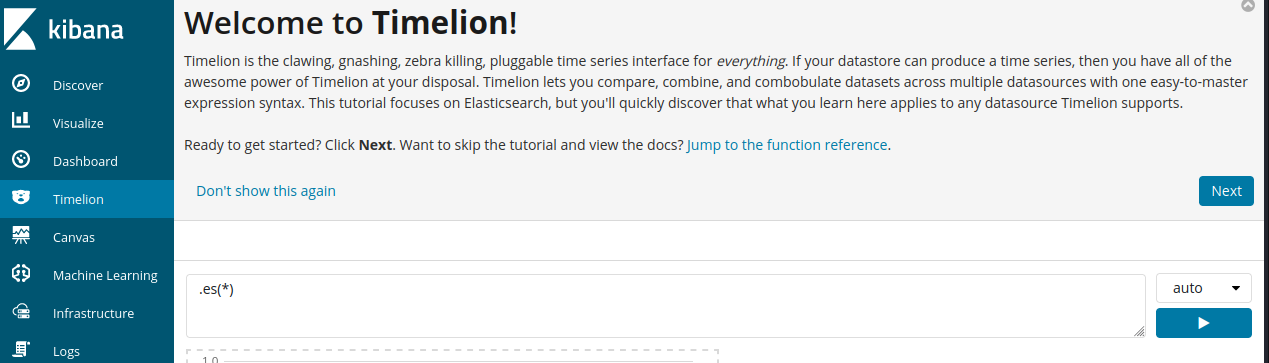 kibana
Discover
Visualize
Dashboard
Timelion
Canvas
Machine Learning
Infrastructure
Logs
Welcome to Timelion!
Timelion is the clawing, gnashing, zebra killing, pluggable time series interface for everything. If your datastore can produce a time series, then you have all of the
awesome power of Timelion at your disposal. Timelion lets you compare, combine, and combobulate datasets across multiple datasources with one easy-to-master
expression syntax. This tutorial focuses on Elasticsearch, but you'll quickly discover that what you learn here applies to any datasource Timelion supports.
Ready to get started? Click Next. Want to skip the tutorial and view the docs? Jump to the function reference.
Don't show this again
Next
.es(*)
auto
1.0